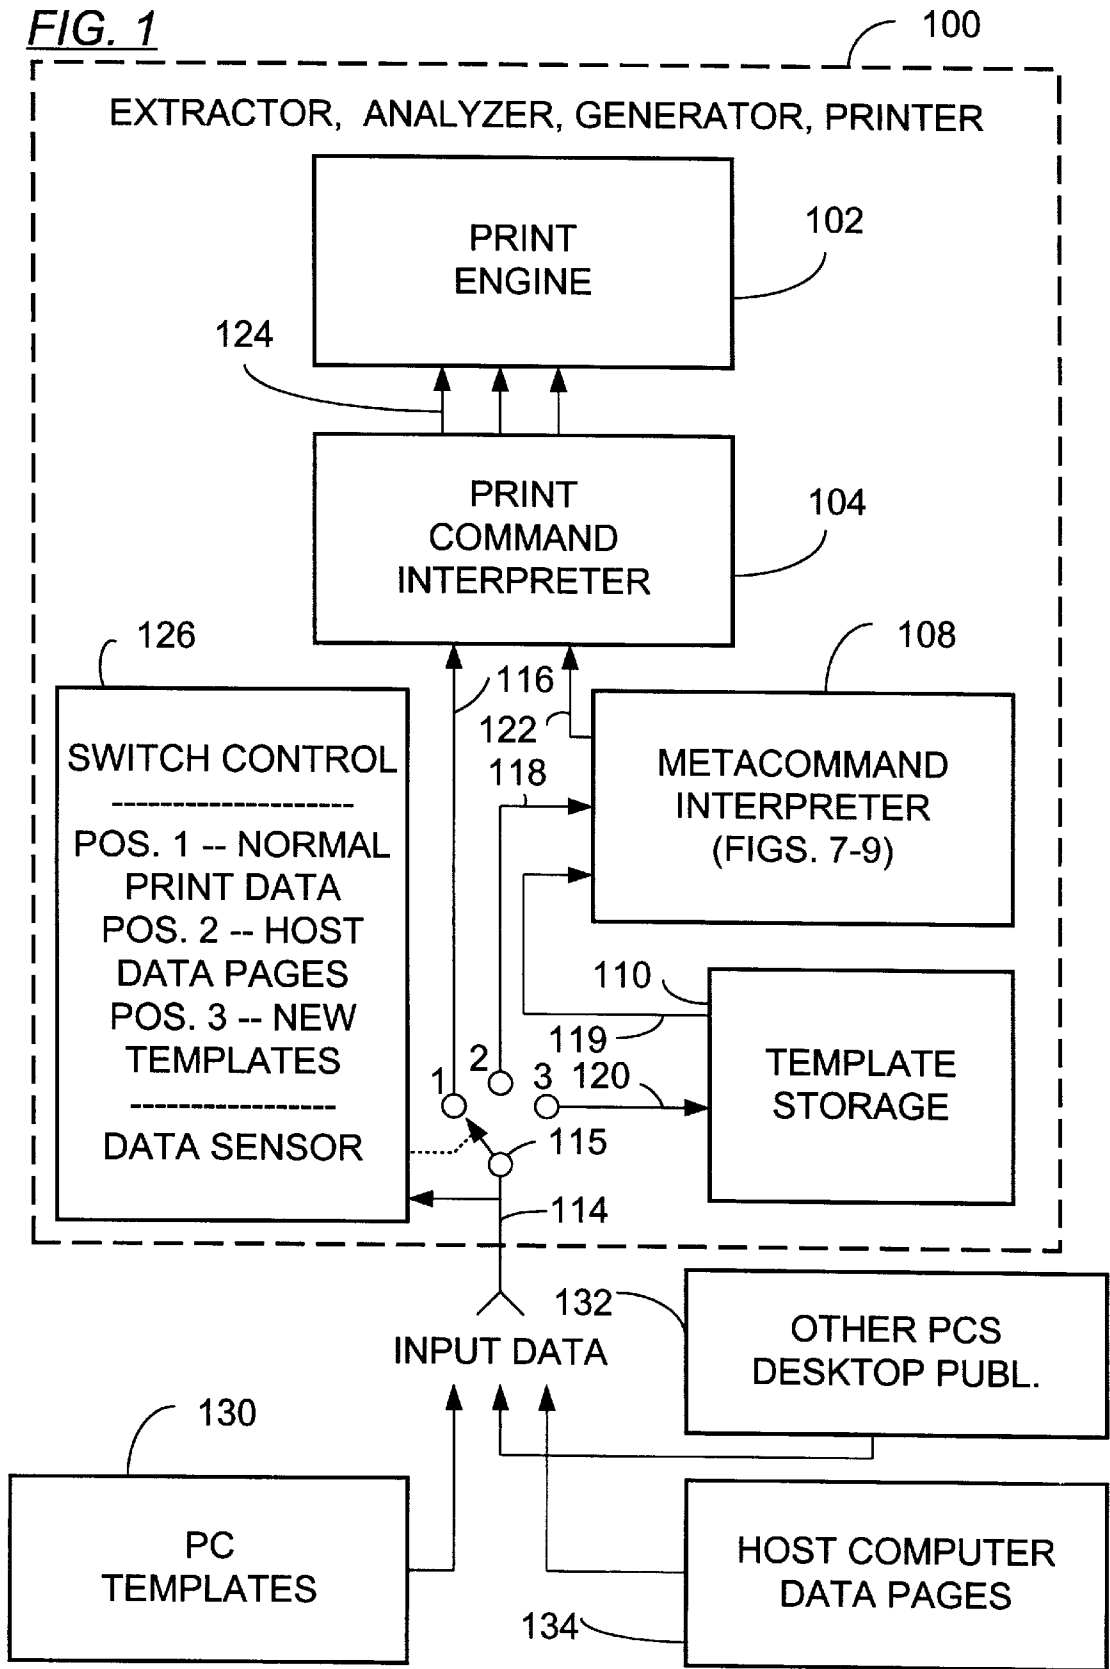 FIG. 1
100
EXTRACTOR, ANALYZER, GENERATOR, PRINTER
PRINT
ENGINE
102
124
PRINT
COMMAND
INTERPRETER
104
126
116
122
118
108
SWITCH CONTROL
--------------------
POS. 1 -- NORMAL
PRINT DATA
POS. 2 -- HOST
DATA PAGES
POS. 3 -- NEW
TEMPLATES
--------------------
DATA SENSOR
METACOMMAND
INTERPRETER
(FIGS. 7-9)
110
119
1
2
3
120
TEMPLATE
STORAGE
115
114
132
INPUT DATA
OTHER PCS
DESKTOP PUBL.
130
PC
TEMPLATES
HOST COMPUTER
DATA PAGES
134